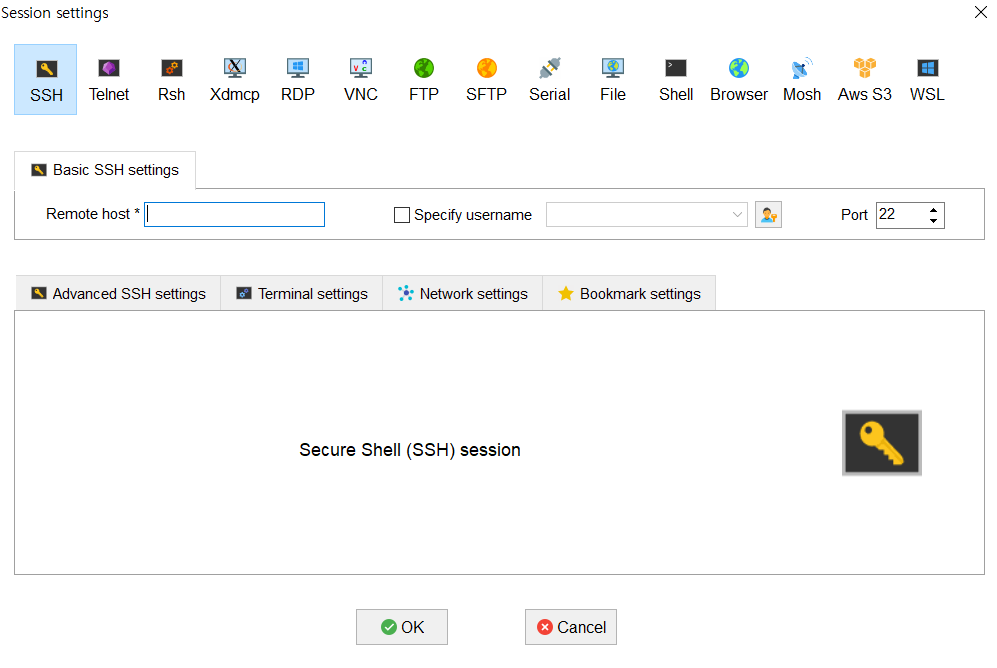 Session settings
SSH Telnet Rsh Xdmcp RDP VNC FTP SFTP Serial File Shell Browser Mosh Aws S3 WSL
Basic SSH settings
Remote host * Specify username Port 22
Advanced SSH settings Terminal settings Network settings Bookmark settings
Secure Shell (SSH) session
OK Cancel